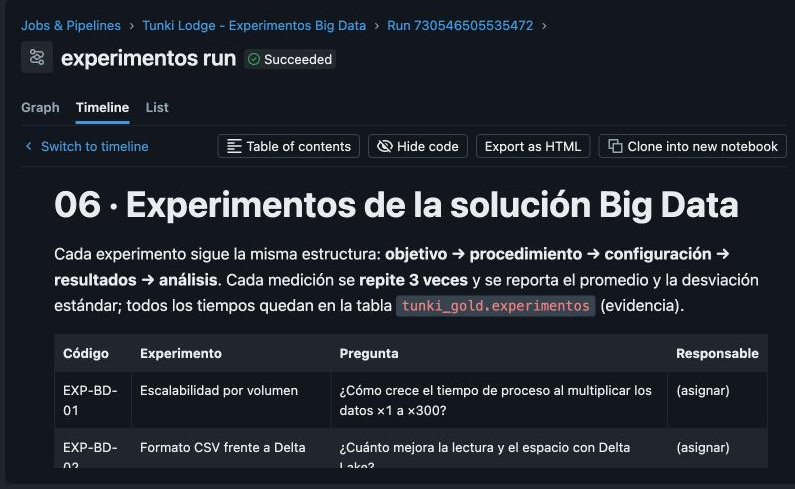 Jobs & Pipelines › Tunki Lodge - Experimentos Big Data › Run 730546505535472 ›
experimentos run Succeeded
Graph Timeline List
‹ Switch to timeline Table of contents Hide code Export as HTML Clone into new notebook
06 · Experimentos de la solución Big Data
Cada experimento sigue la misma estructura: objetivo → procedimiento → configuración →
resultados → análisis. Cada medición se repite 3 veces y se reporta el promedio y la desviación
estándar; todos los tiempos quedan en la tabla tunki_gold.experimentos (evidencia).
Código Experimento Pregunta Responsable
EXP-BD- Escalabilidad por volumen ¿Cómo crece el tiempo de proceso al multiplicar los (asignar)
01 datos ×1 a ×300?
EXP-BD- Formato CSV frente a Delta ¿Cuánto mejora la lectura y el espacio con Delta (asignar)
02 Lake?